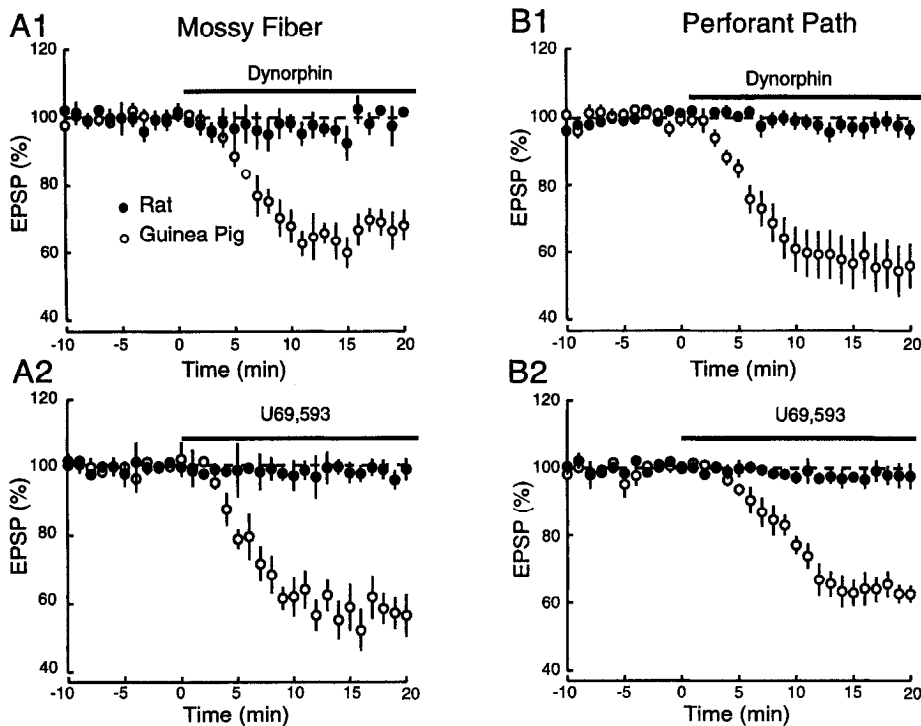 A1
Mossy Fiber
120
100
80
60
40
EPSP (%)
Dynorphin
Rat
Guinea Pig
-10
-5
0
5
10
15
20
Time (min)
B1
Perforant Path
120
100
80
60
40
EPSP (%)
Dynorphin
-10
-5
0
5
10
15
20
Time (min)
A2
120
100
80
60
40
EPSP (%)
U69,593
-10
-5
0
5
10
15
20
Time (min)
B2
120
100
80
60
40
EPSP (%)
U69,593
-10
-5
0
5
10
15
20
Time (min)